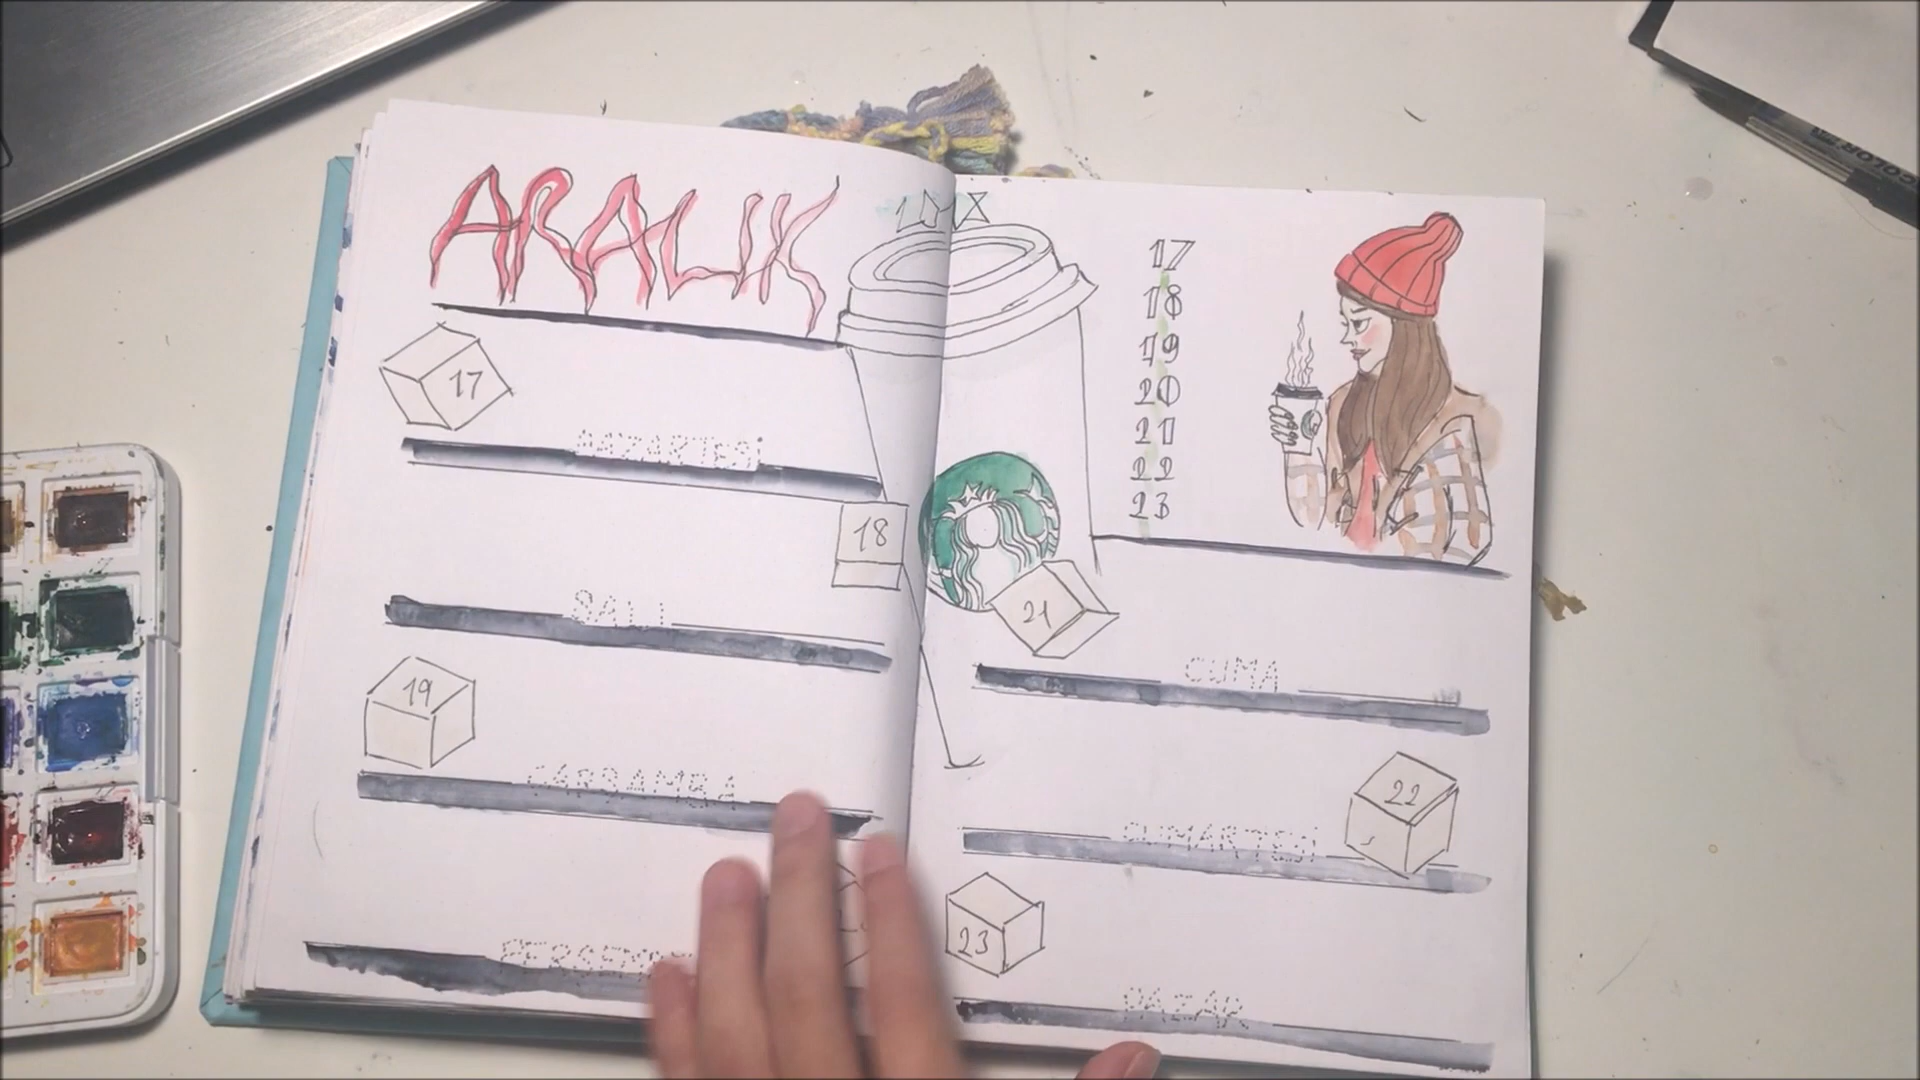 ARALIK
17
18
19
20
21
22
23
17
PAZARTESİ
18
SALI
19
ÇARŞAMBA
21
CUMA
22
CUMARTESİ
23
PAZAR